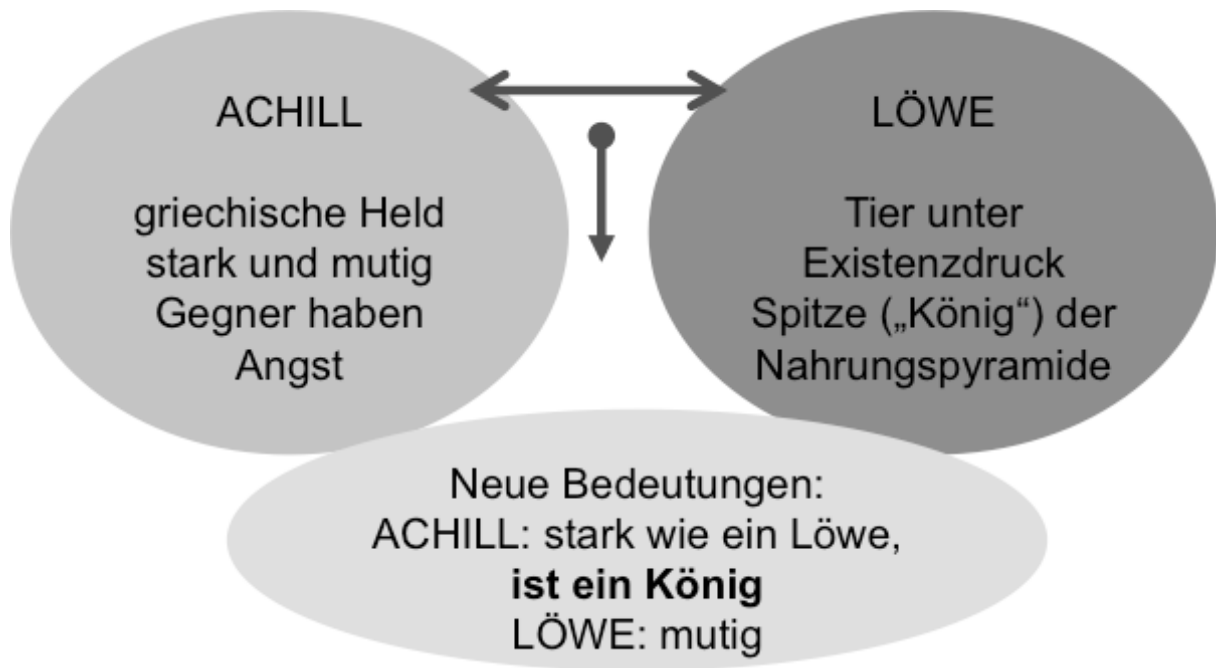 ACHILL
griechische Held
stark und mutig
Gegner haben
Angst
LÖWE
Tier unter
Existenzdruck
Spitze („König“) der
Nahrungspyramide
Neue Bedeutungen:
ACHILL: stark wie ein Löwe,
ist ein König
LÖWE: mutig